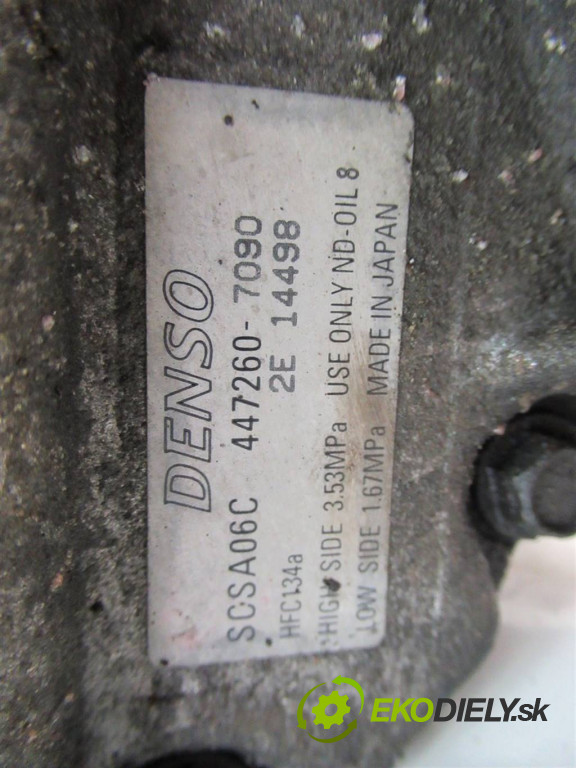 DENSO
SCSA06C 447260-7090
2E 14498
HFC134a
HIGH SIDE 3.53MPa USE ONLY ND-OIL 8
LOW SIDE 1.67MPa MADE IN JAPAN
EKODIELY.sk